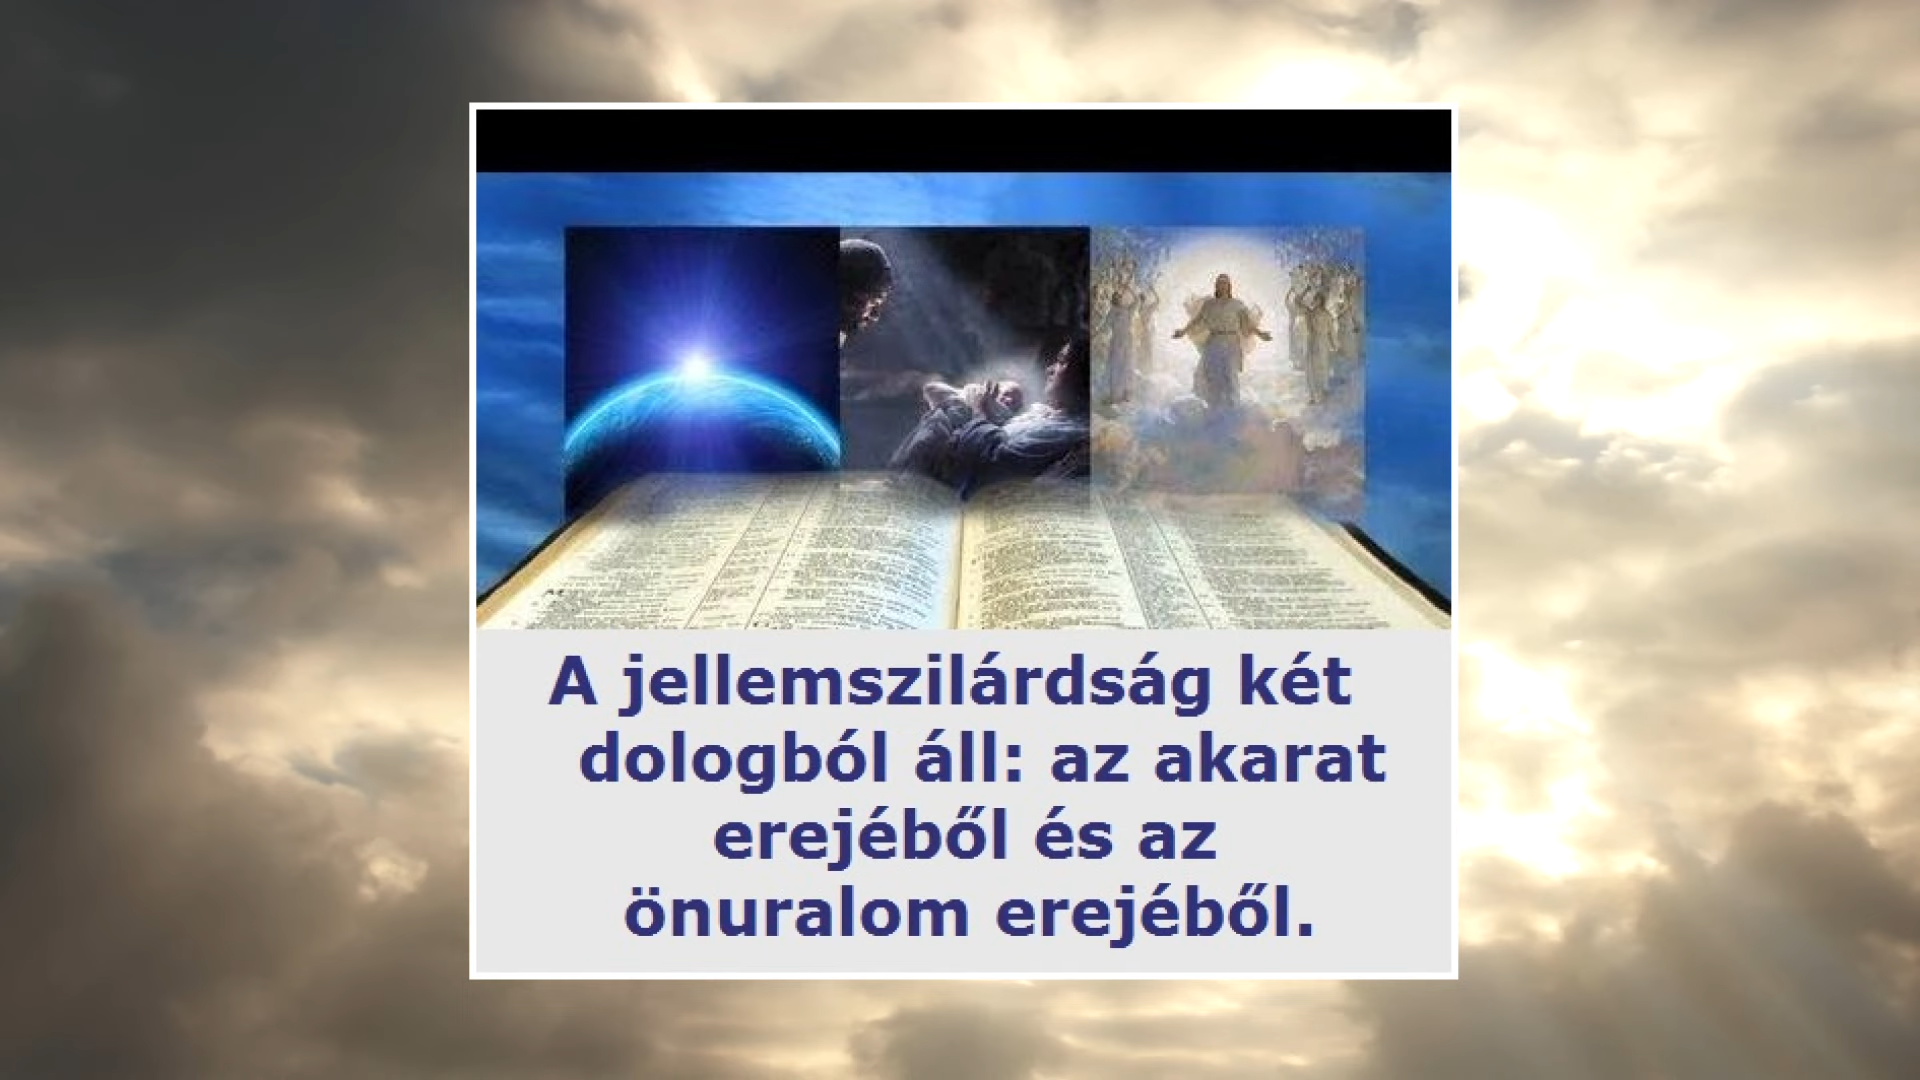 A jellemszilárdság két
dologból áll: az akarat
erejéből és az
önuralom erejéből.